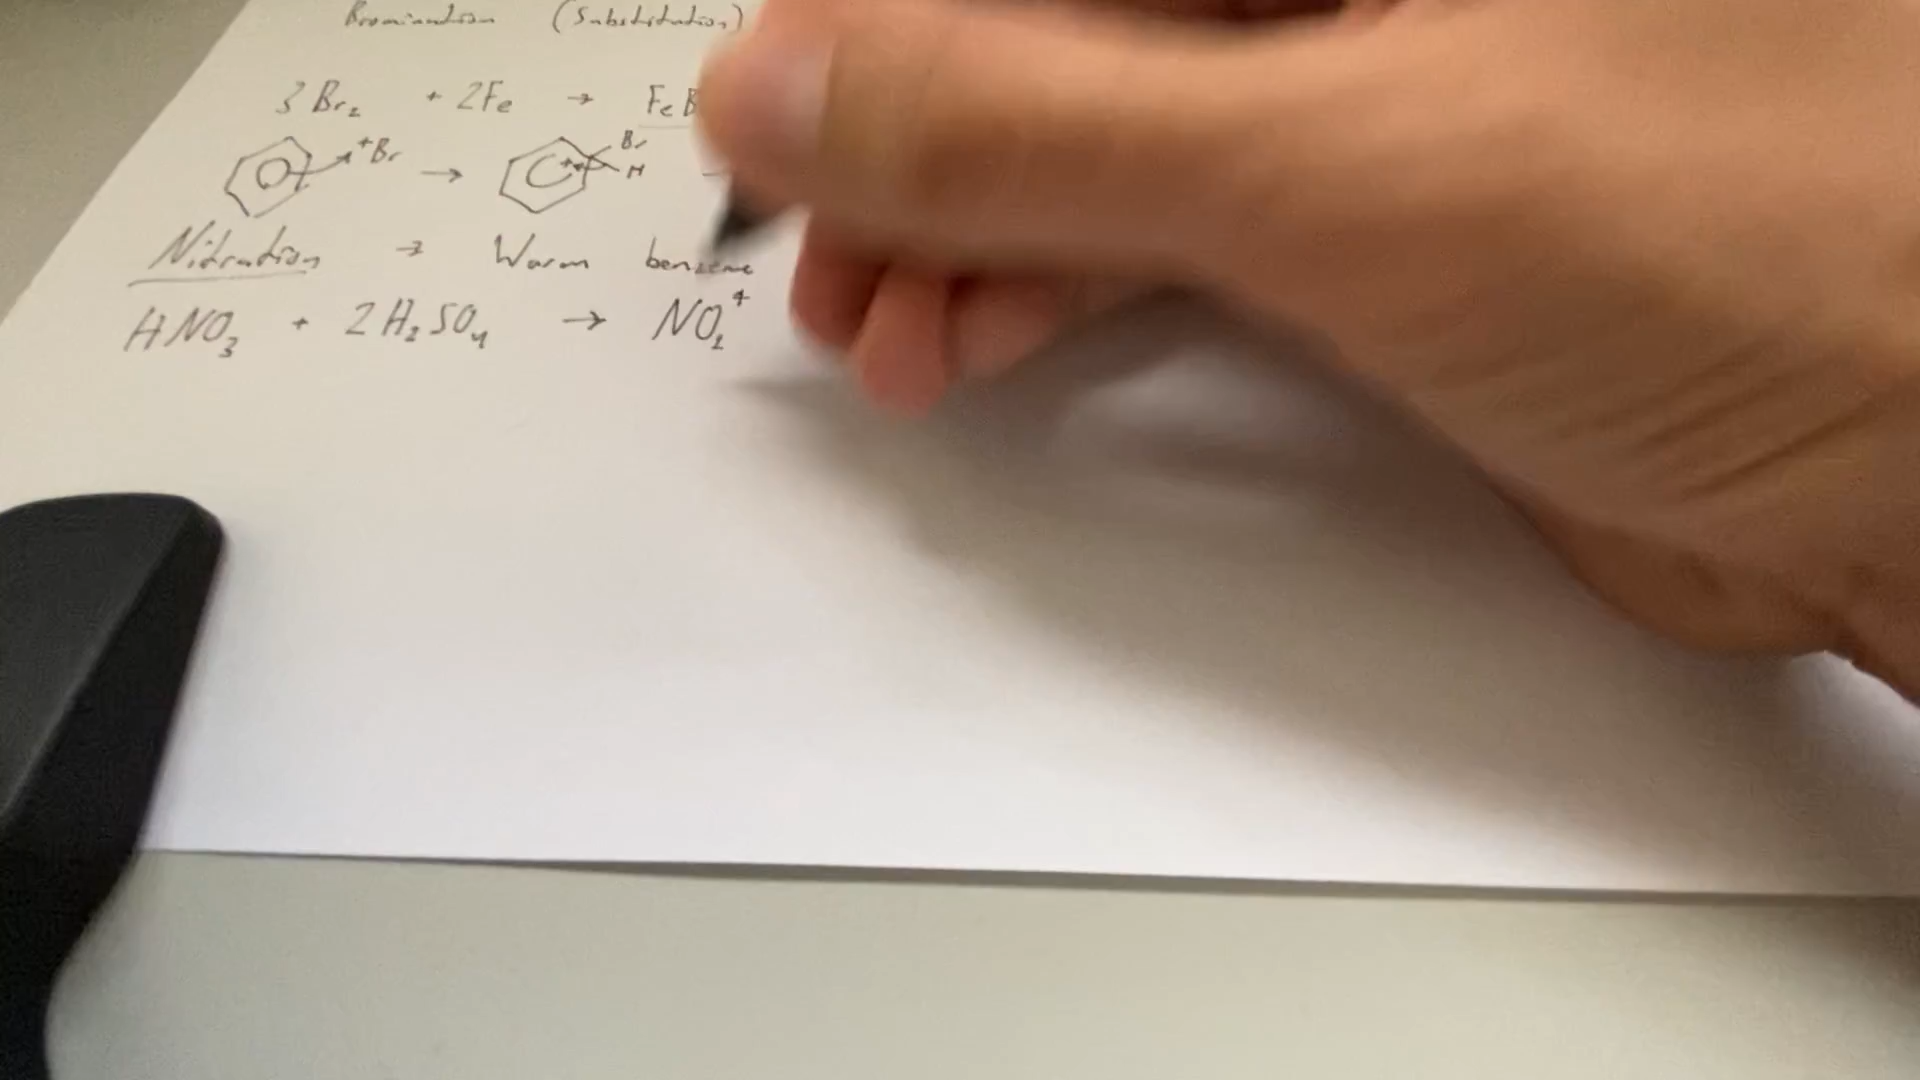 Bromination (Substitution)
3 Br₂ + 2Fe → FeB
⁺Br → Br
H
+
Nitration → Warm benzene
HNO₃ + 2H₂SO₄ → NO₂⁺